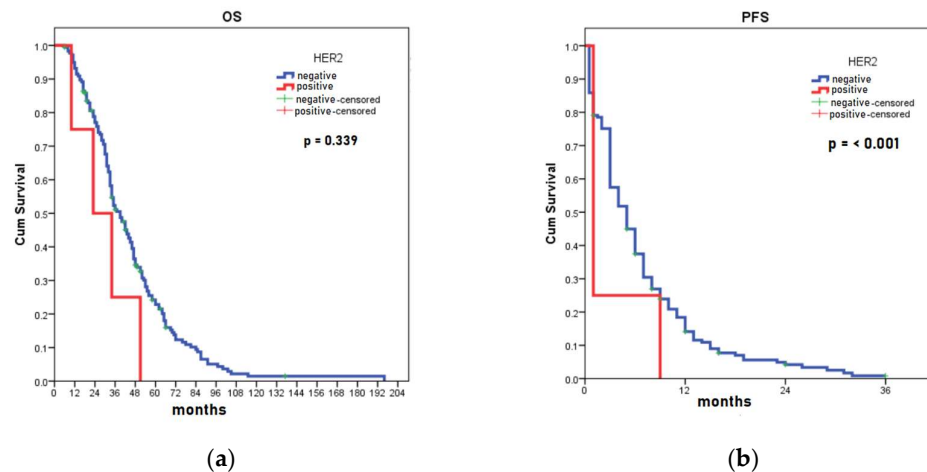 OS
HER2
negative
positive
negative-censored
positive-censored
p = 0.339
Cum Survival
1.0
0.9
0.8
0.7
0.6
0.5
0.4
0.3
0.2
0.1
0.0
0 12 24 36 48 60 72 84 96 108 120 132 144 156 168 180 192 204
months
(a)
PFS
HER2
negative
positive
negative-censored
positive-censored
p = < 0.001
Cum Survival
1.0
0.9
0.8
0.7
0.6
0.5
0.4
0.3
0.2
0.1
0.0
0 12 24 36
months
(b)